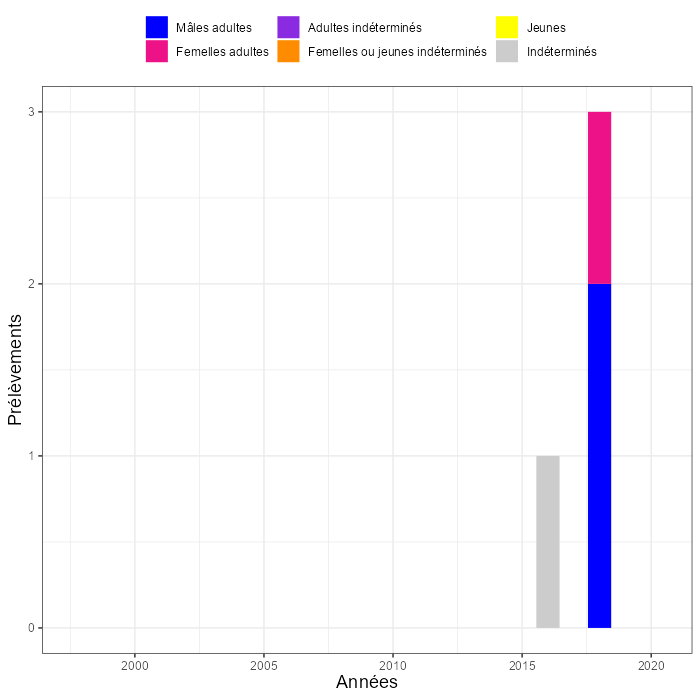 Mâles adultes Adultes indéterminés Jeunes
Femelles adultes Femelles ou jeunes indéterminés Indéterminés
3
2
1
0
Prélèvements
2000 2005 2010 2015 2020
Années